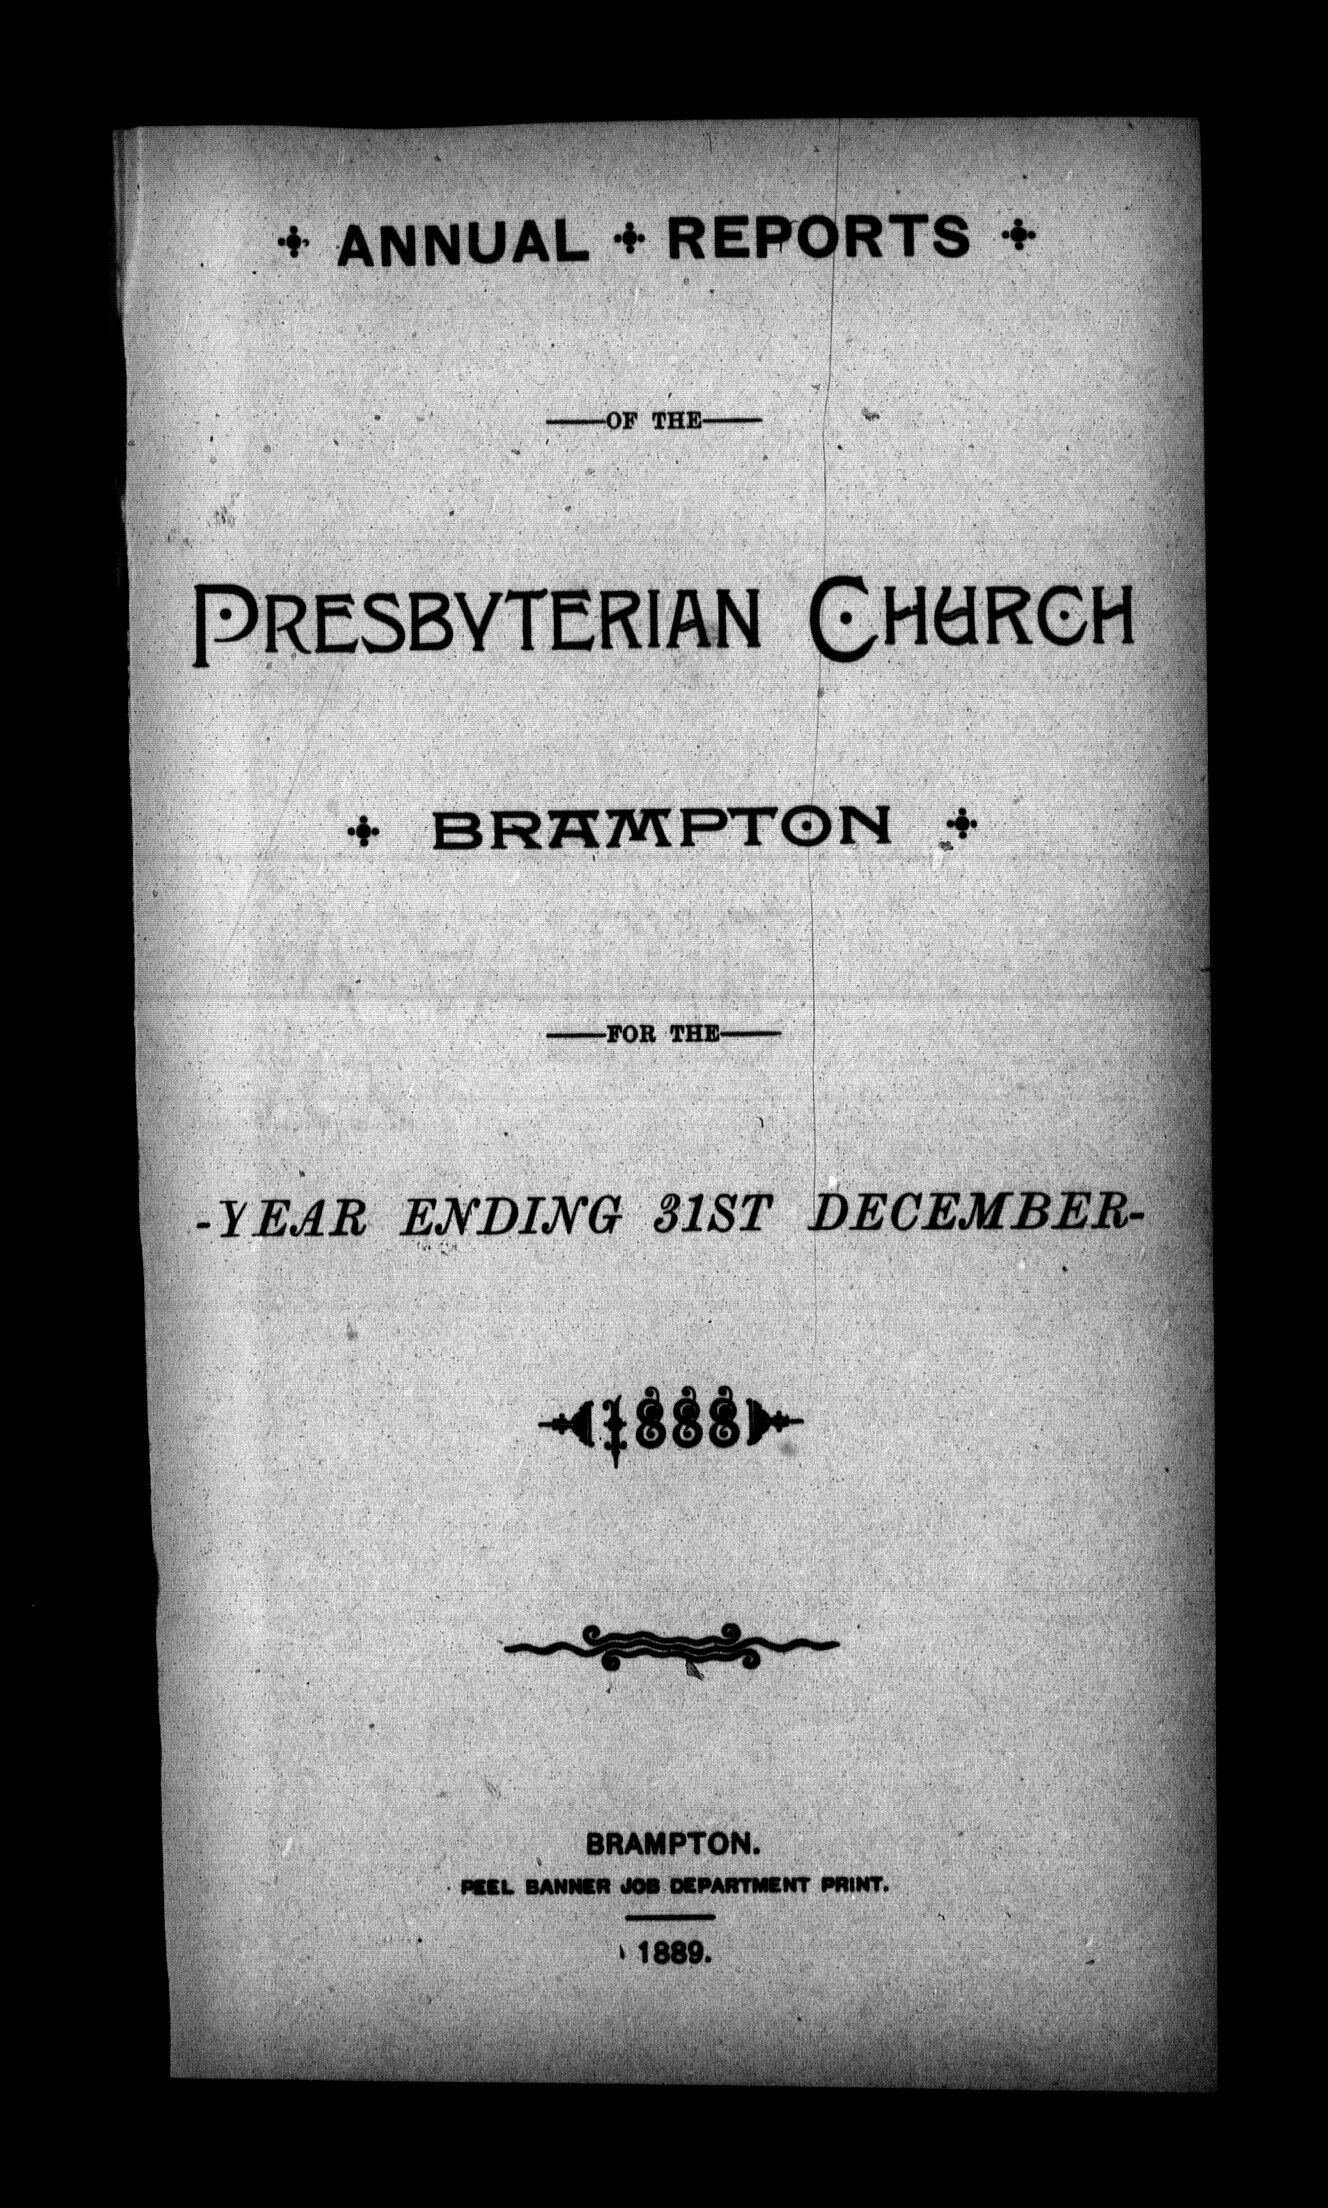 ANNUAL REPORTS
OF THE
PRESBYTERIAN CHURCH
BRAMPTON
FOR THE
-YEAR ENDING 31ST DECEMBER-
1888
BRAMPTON.
PEEL BANNER JOB DEPARTMENT PRINT.
1889.